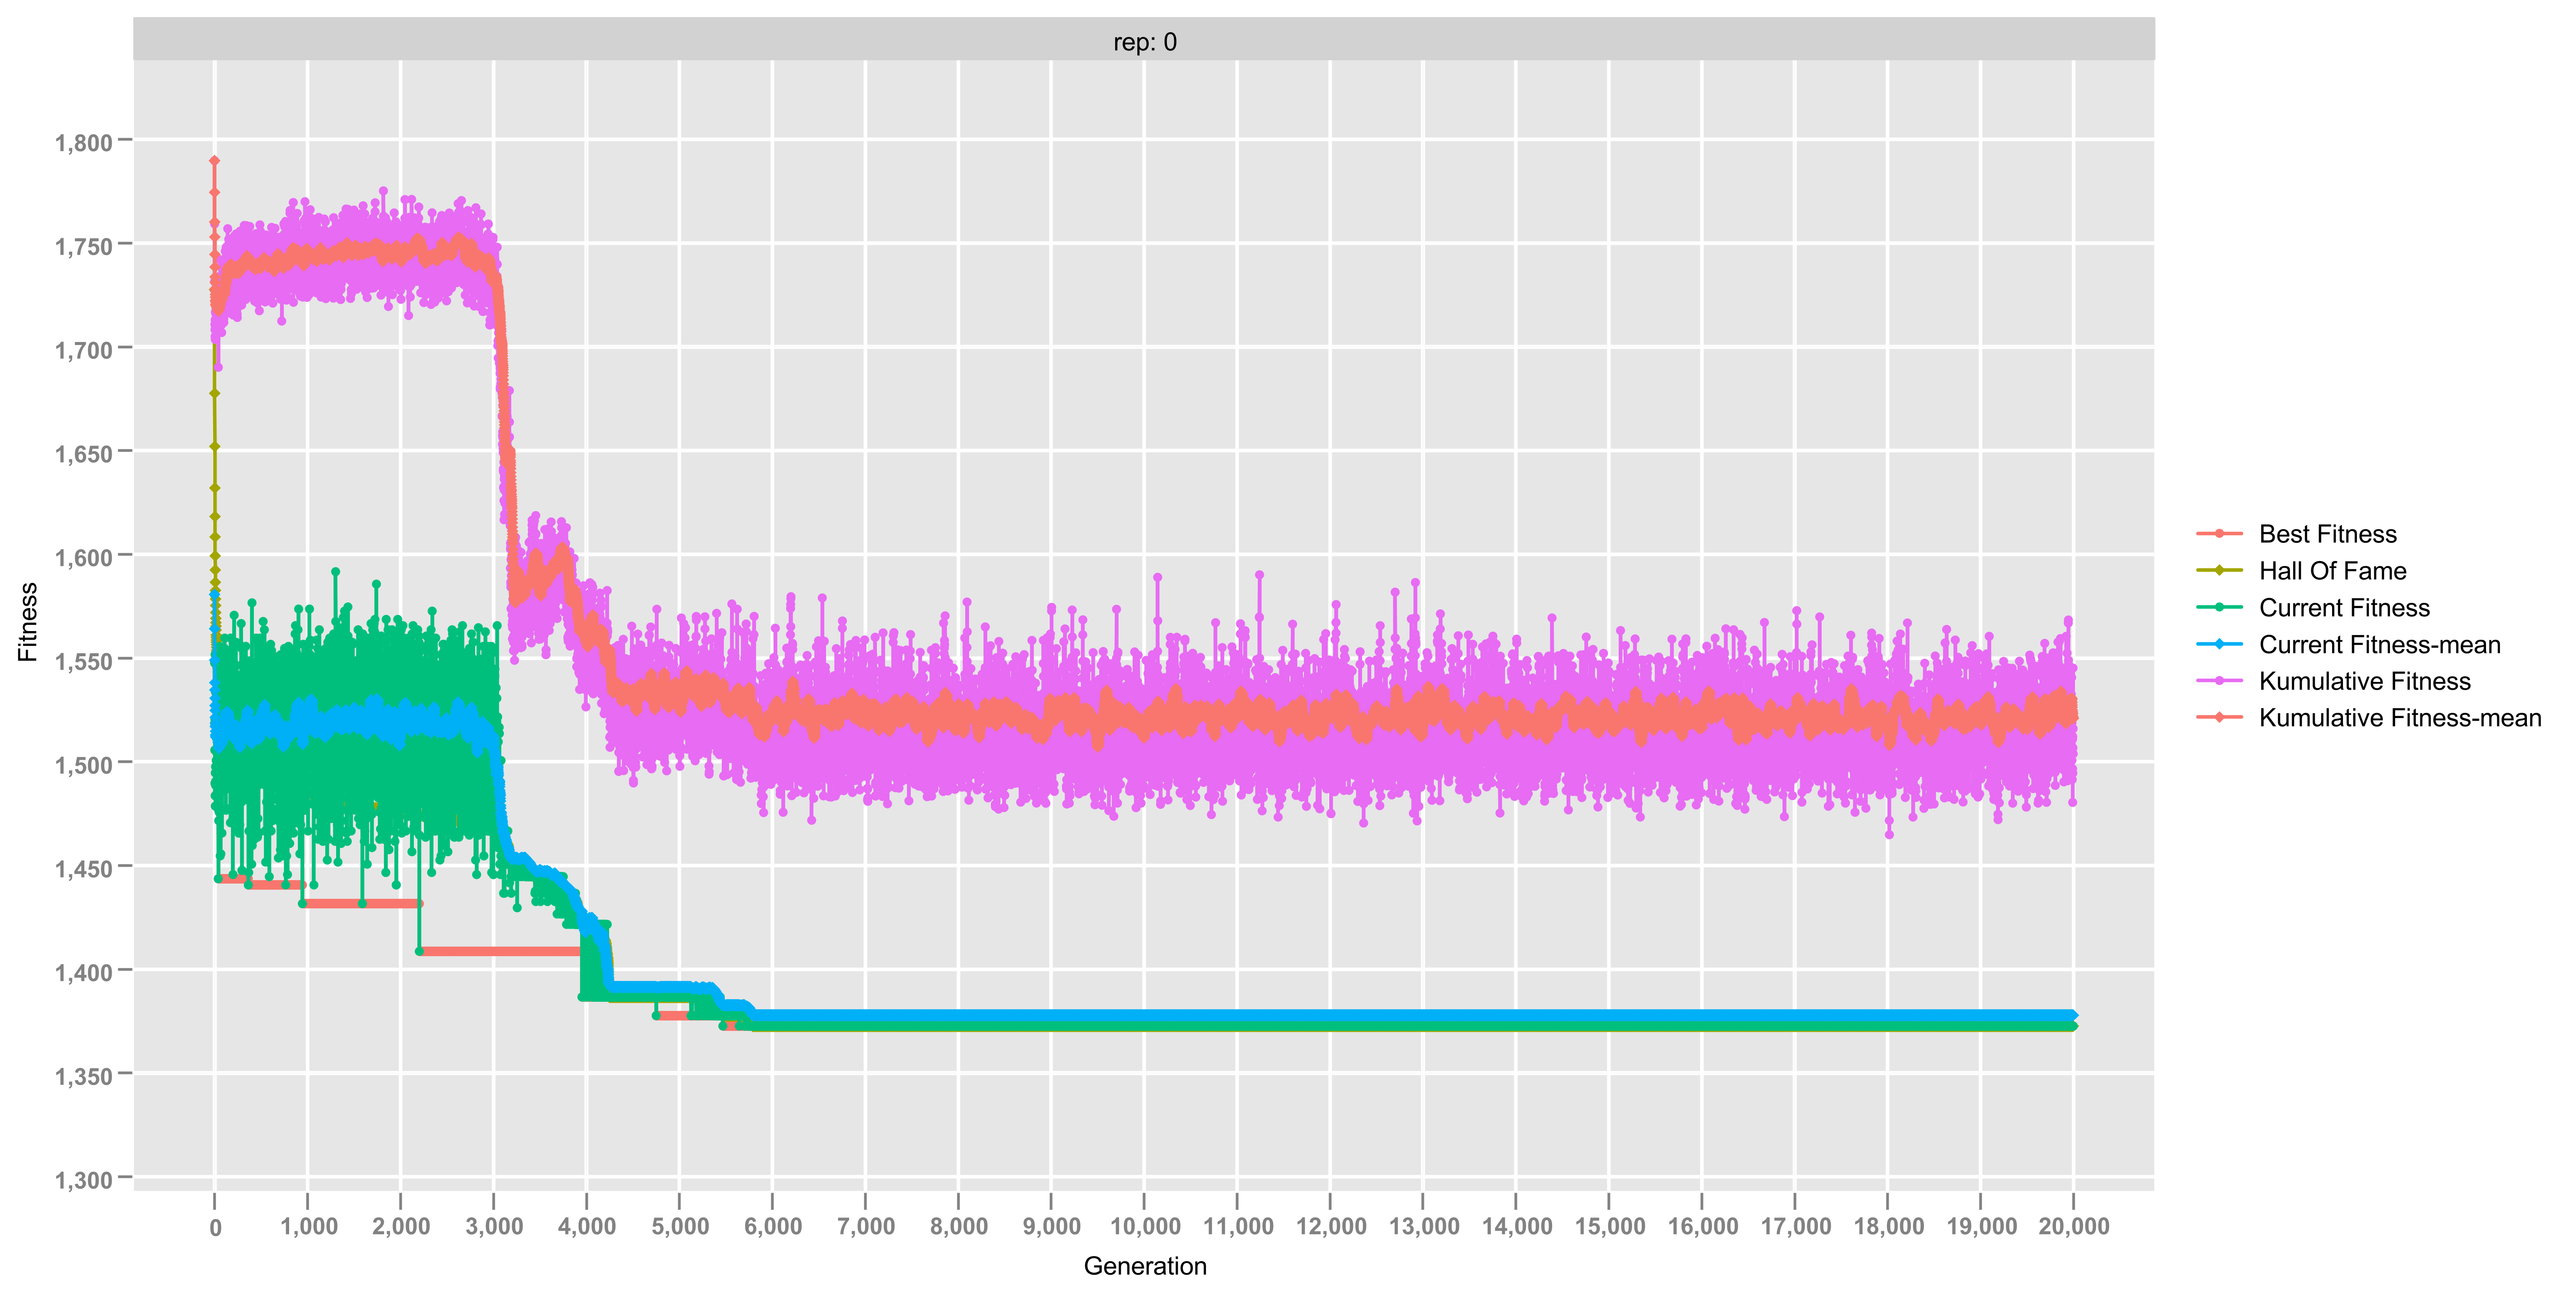 rep: 0
1,800
1,750
1,700
1,650
1,600
1,550
1,500
1,450
1,400
1,350
1,300
Fitness
0 1,000 2,000 3,000 4,000 5,000 6,000 7,000 8,000 9,000 10,000 11,000 12,000 13,000 14,000 15,000 16,000 17,000 18,000 19,000 20,000
Generation
Best Fitness
Hall Of Fame
Current Fitness
Current Fitness-mean
Kumulative Fitness
Kumulative Fitness-mean